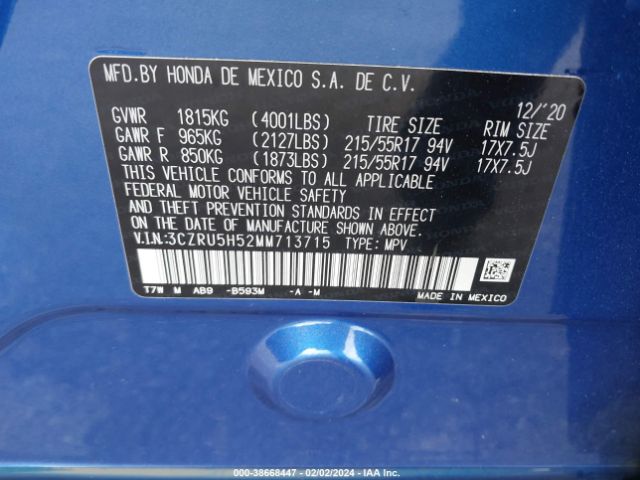 MFD.BY HONDA DE MEXICO S.A. DE C.V.
12/'20
GVWR 1815KG (4001LBS) TIRE SIZE RIM SIZE
GAWR F 965KG (2127LBS) 215/55R17 94V 17X7.5J
GAWR R 850KG (1873LBS) 215/55R17 94V 17X7.5J
THIS VEHICLE CONFORMS TO ALL APPLICABLE
FEDERAL MOTOR VEHICLE SAFETY
AND THEFT PREVENTION STANDARDS IN EFFECT
ON THE DATE OF MANUFACTURE SHOWN ABOVE.
V.I.N:3CZRU5H52MM713715 TYPE: MPV
T7W M AB9 -B593M -A -M
MADE IN MEXICO
000-38668447 - 02/02/2024 - IAA Inc.